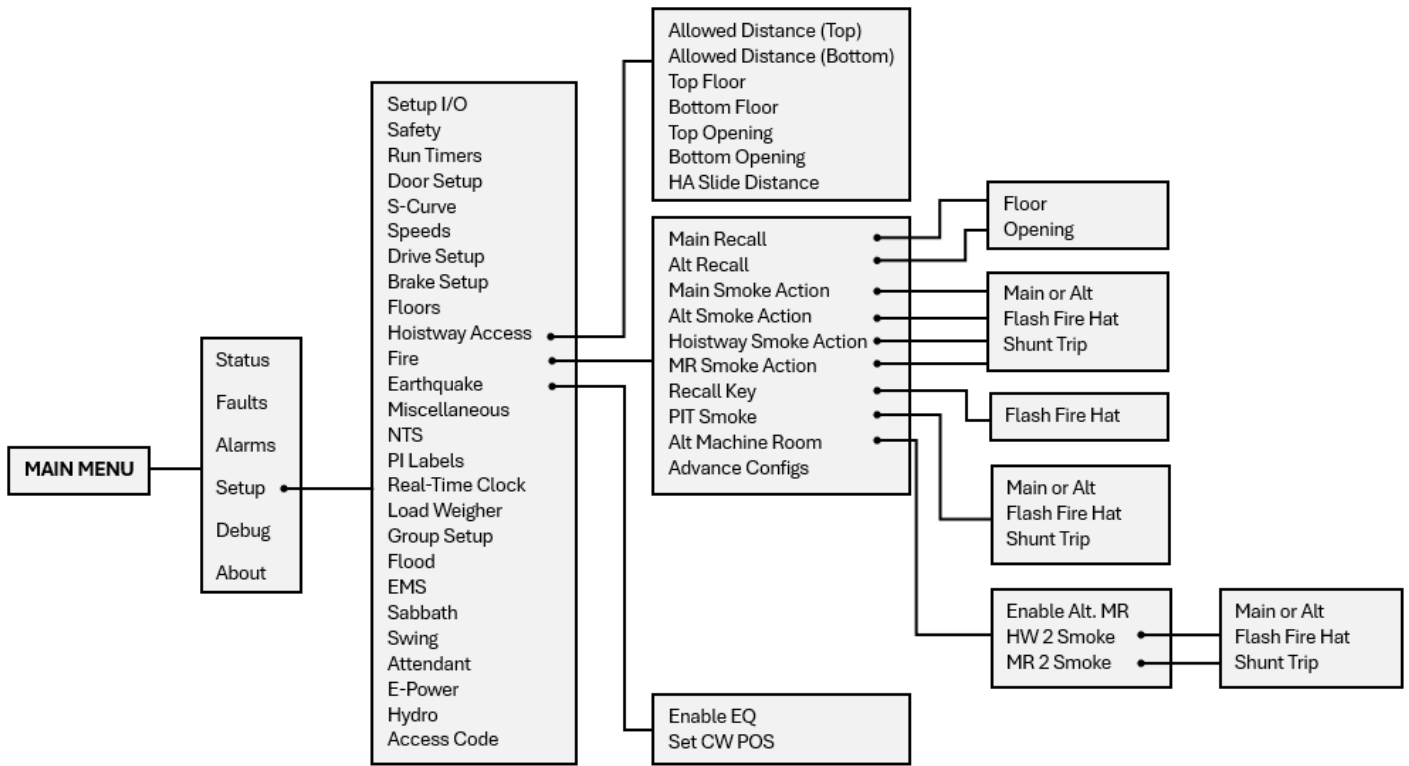 MAIN MENU
Status
Faults
Alarms
Setup
Debug
About
Setup I/O
Safety
Run Timers
Door Setup
S-Curve
Speeds
Drive Setup
Brake Setup
Floors
Hoistway Access
Fire
Earthquake
Miscellaneous
NTS
PI Labels
Real-Time Clock
Load Weigher
Group Setup
Flood
EMS
Sabbath
Swing
Attendant
E-Power
Hydro
Access Code
Allowed Distance (Top)
Allowed Distance (Bottom)
Top Floor
Bottom Floor
Top Opening
Bottom Opening
HA Slide Distance
Main Recall
Alt Recall
Main Smoke Action
Alt Smoke Action
Hoistway Smoke Action
MR Smoke Action
Recall Key
PIT Smoke
Alt Machine Room
Advance Configs
Enable EQ
Set CW POS
Floor
Opening
Main or Alt
Flash Fire Hat
Shunt Trip
Flash Fire Hat
Main or Alt
Flash Fire Hat
Shunt Trip
Enable Alt. MR
HW 2 Smoke
MR 2 Smoke
Main or Alt
Flash Fire Hat
Shunt Trip